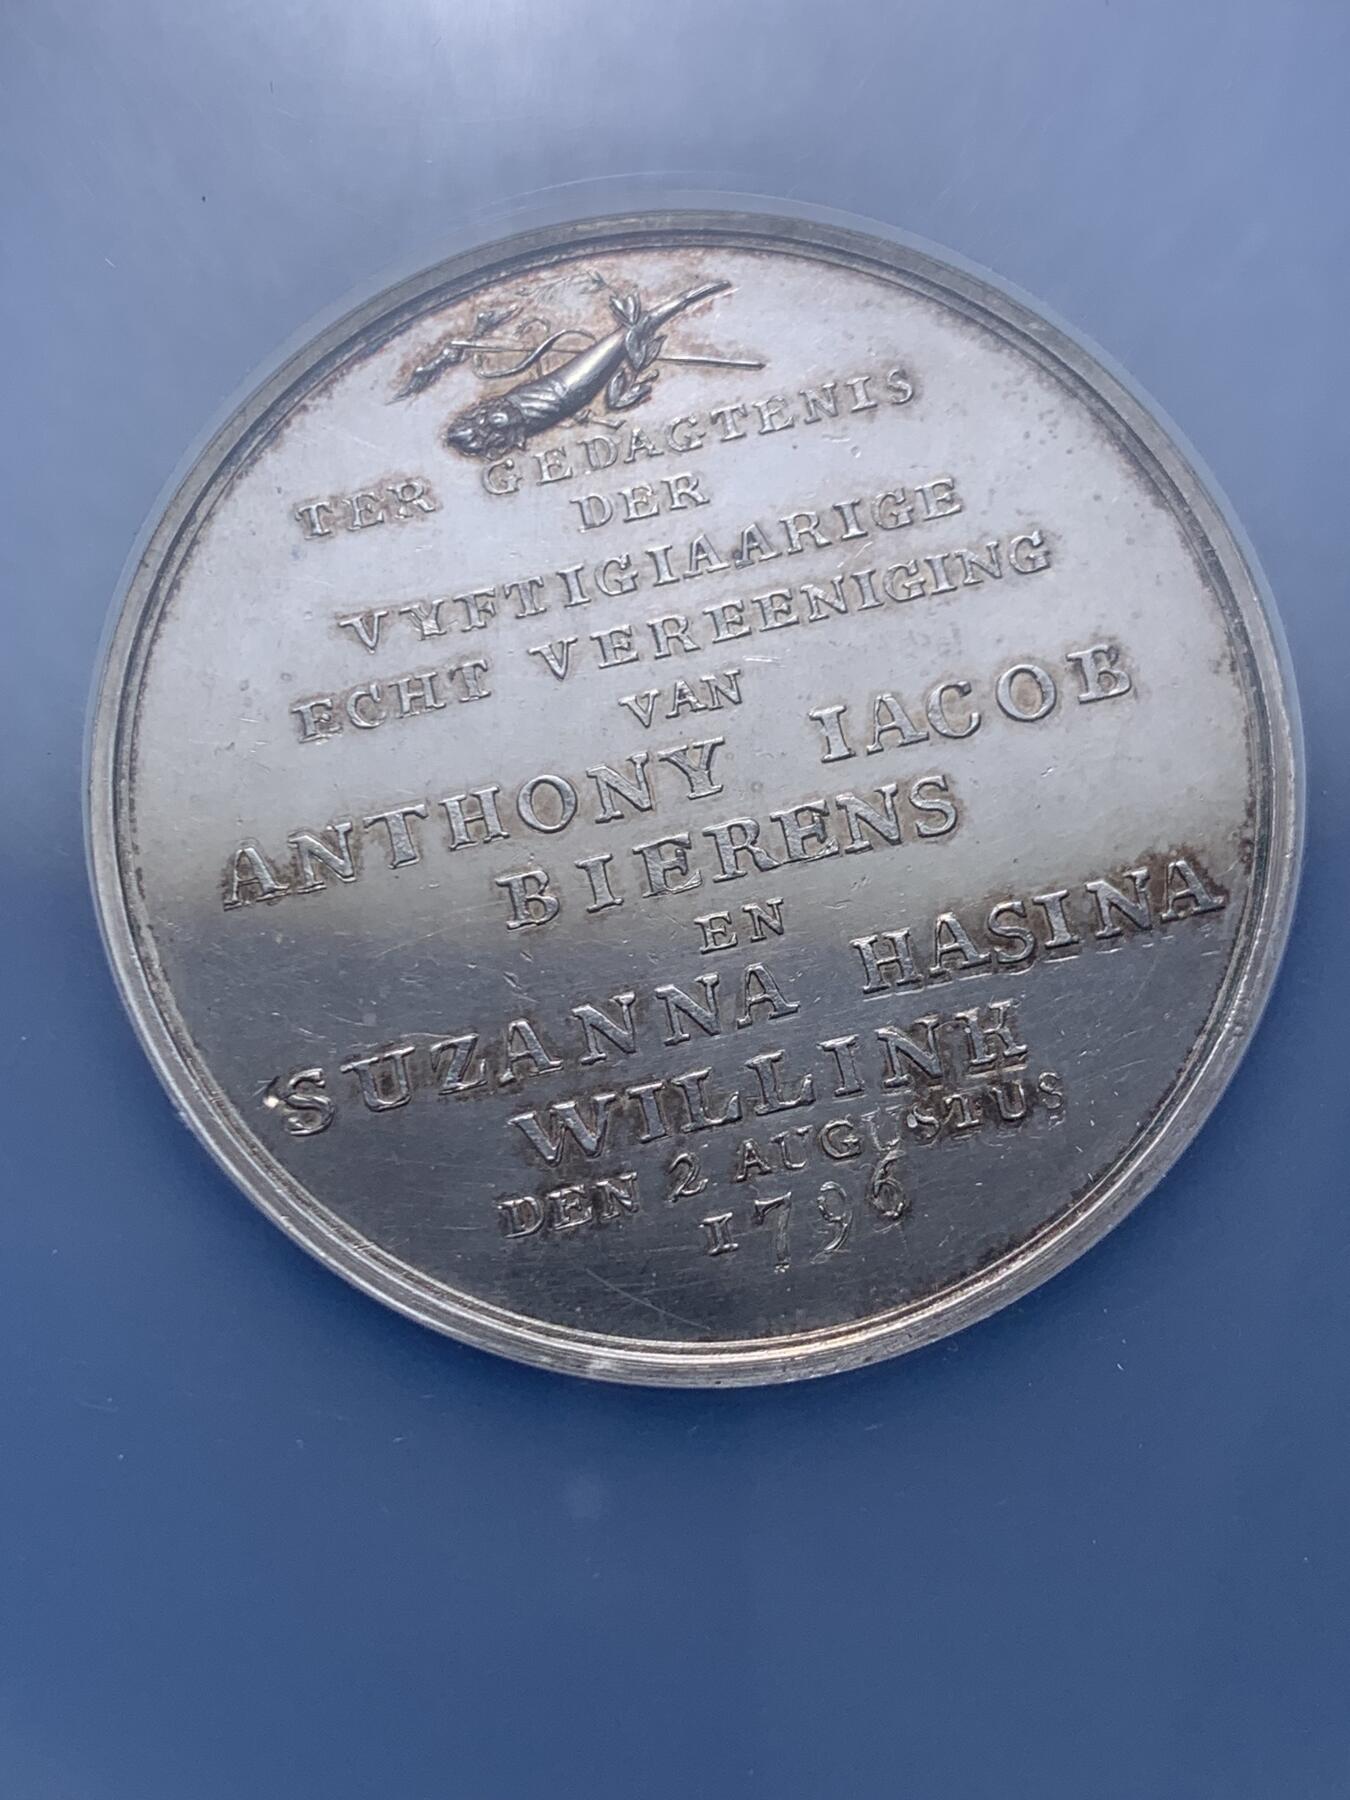 TER GEDAGTENIS
DER
VYFTIGIAARIGE
ECHT VEREENIGING
VAN
ANTHONY IACOB
BIERENS
EN
SUZANNA HASINA
WILLINK
DEN 2 AUGUSTUS
1796